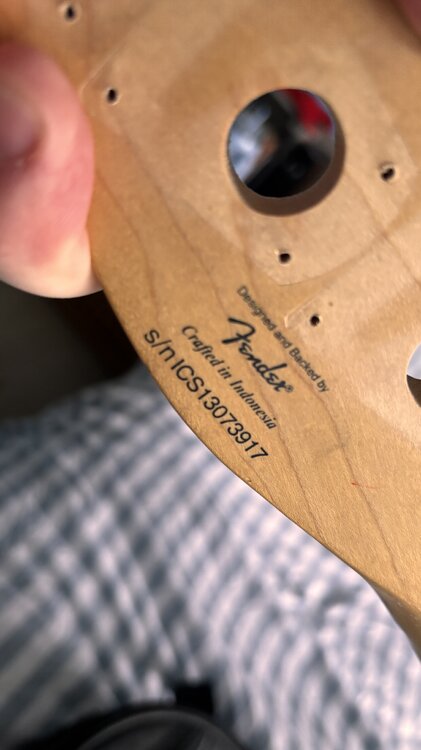 Designed and Backed by
Fender®
Crafted in Indonesia
s/n ICS13073917